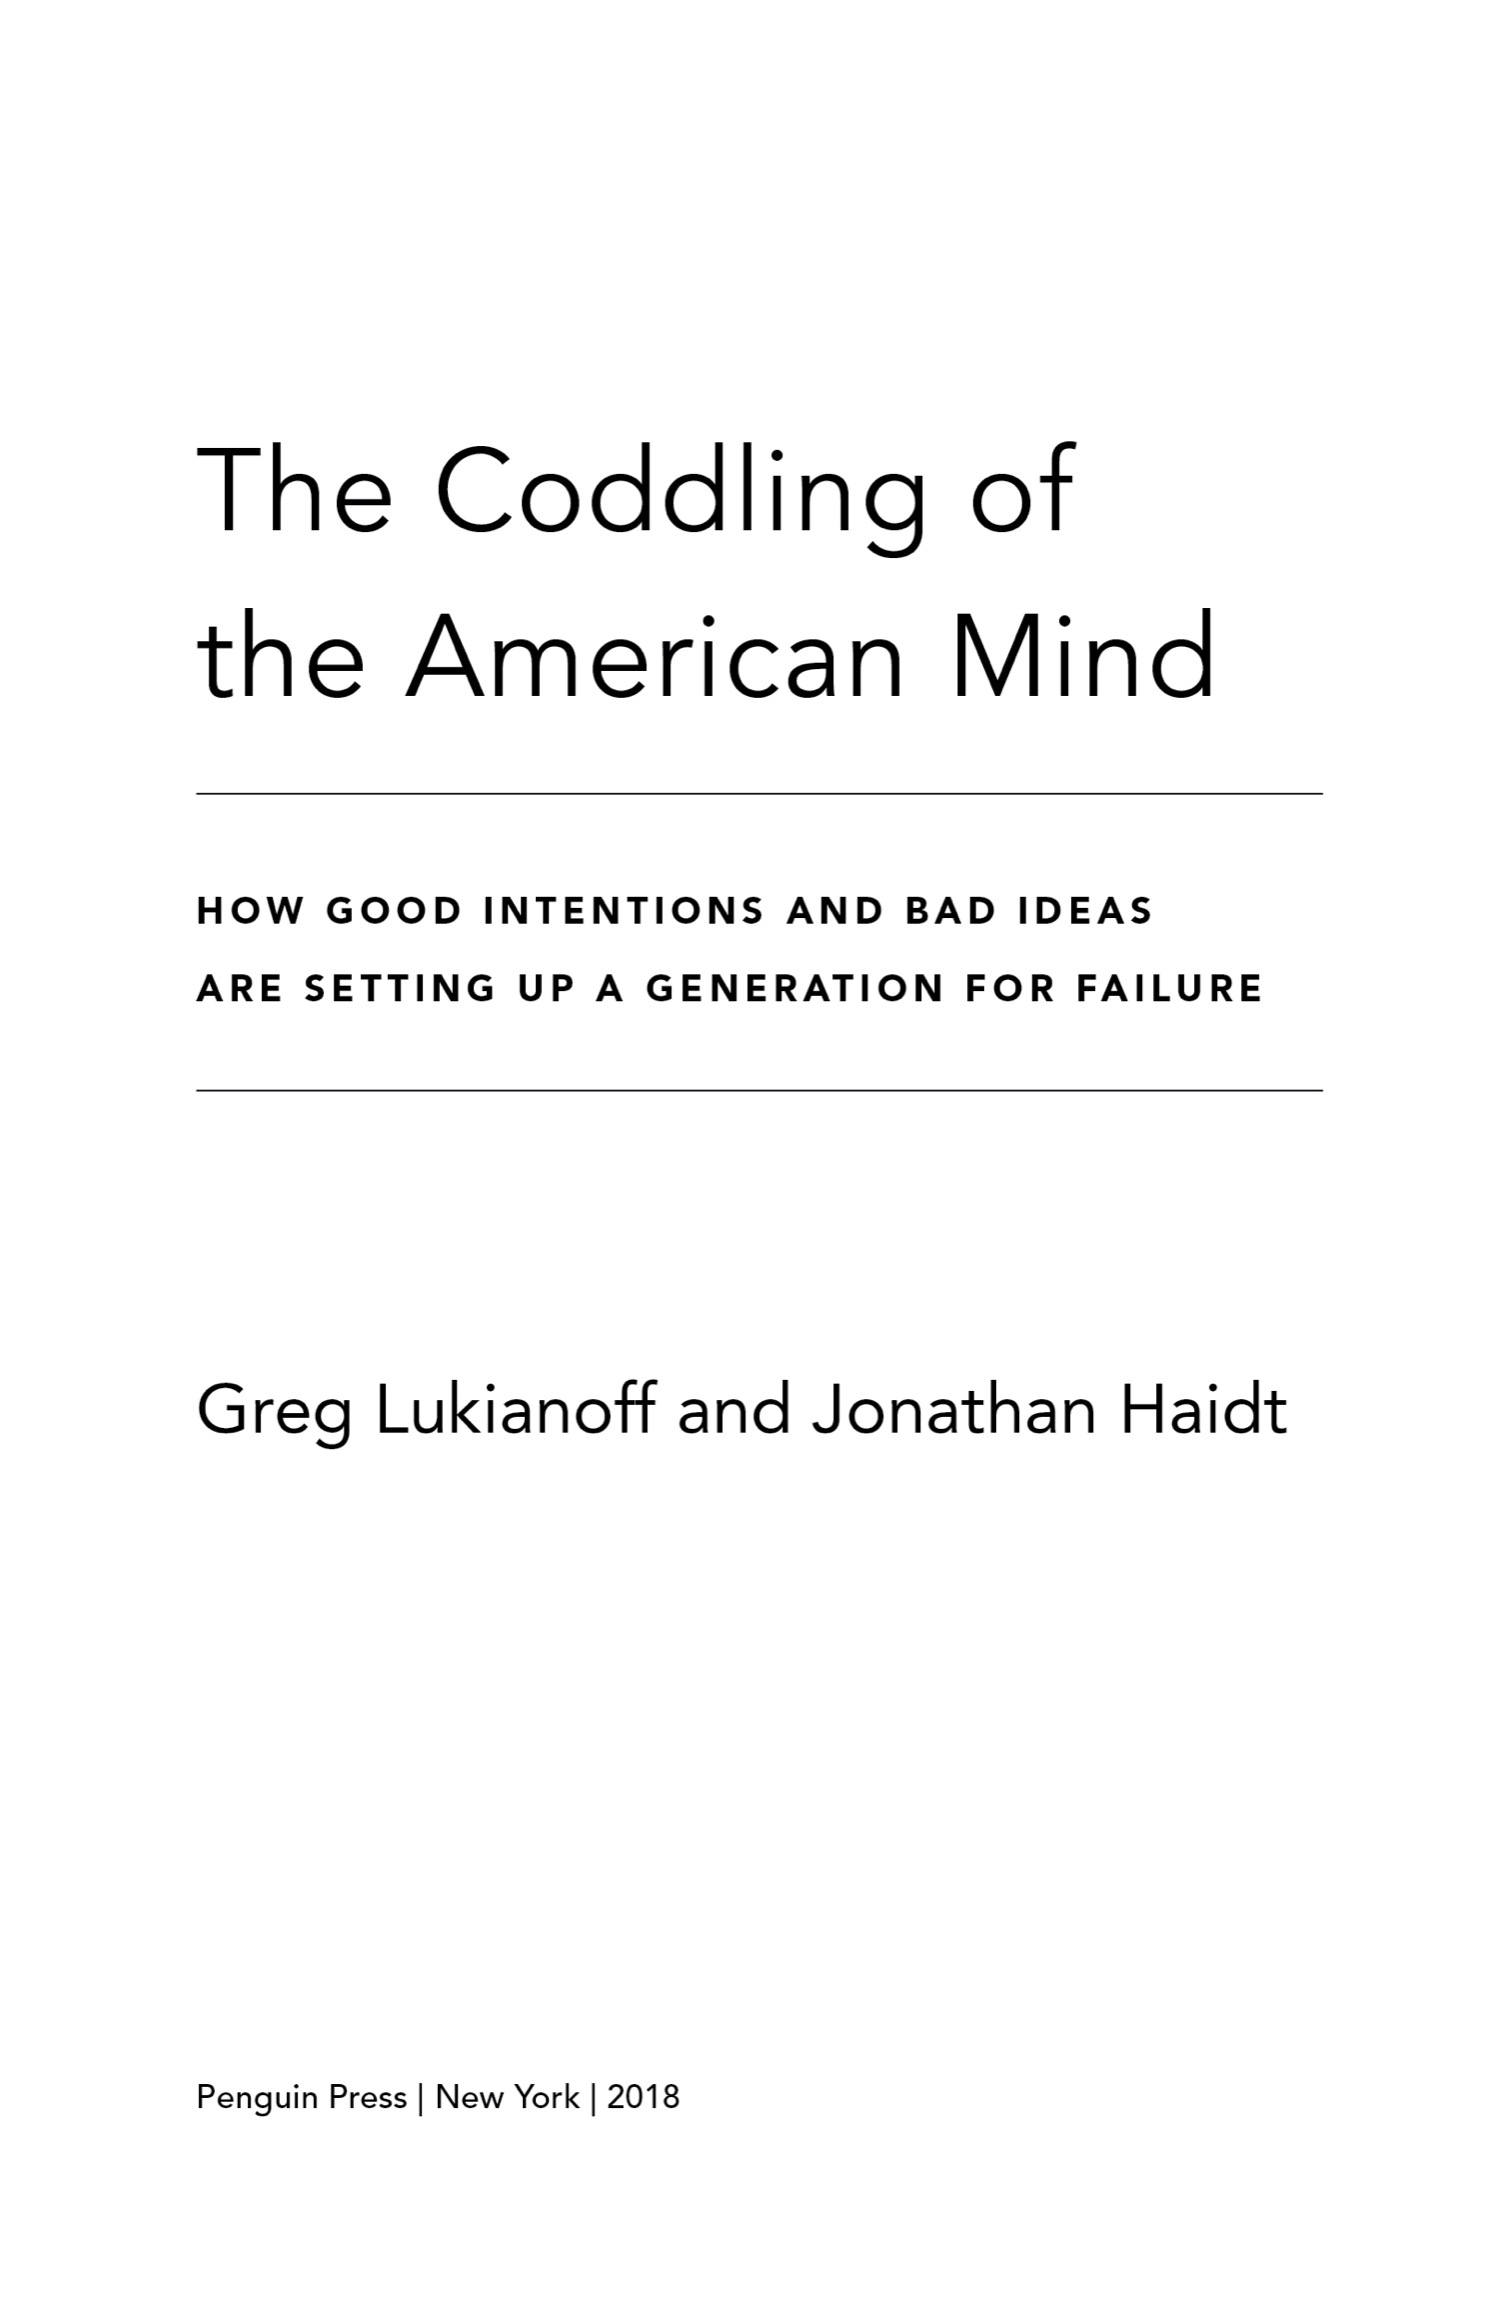 The Coddling of
the American Mind
HOW GOOD INTENTIONS AND BAD IDEAS
ARE SETTING UP A GENERATION FOR FAILURE
Greg Lukianoff and Jonathan Haidt
Penguin Press | New York | 2018